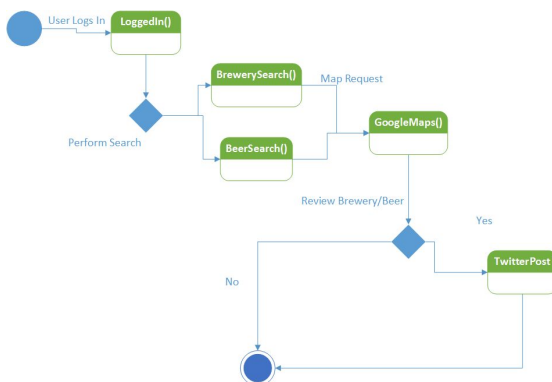 User Logs In
LoggedIn()
BrewerySearch()
Map Request
GoogleMaps()
Perform Search
BeerSearch()
Review Brewery/Beer
Yes
TwitterPost
No